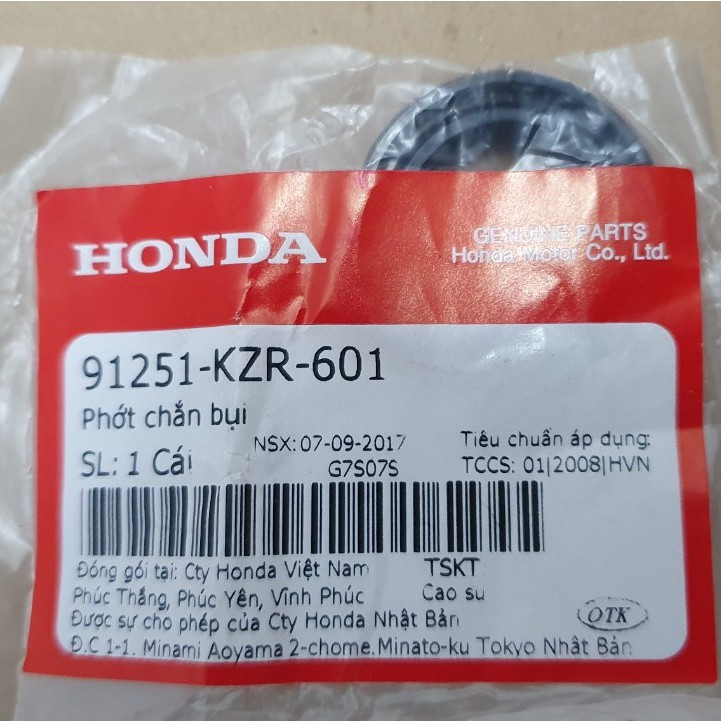 HONDA
GENUINE PARTS
Honda Motor Co., Ltd.
91251-KZR-601
Phớt chắn bụi
SL: 1 Cái
NSX: 07-09-2017
G7S07S
Tiêu chuẩn áp dụng:
TCCS: 01|2008|HVN
Đóng gói tại: Cty Honda Việt Nam
Phúc Thắng, Phúc Yên, Vĩnh Phúc
TSKT
Cao su
Được sự cho phép của Cty Honda Nhật Bản
Đ.C 1-1. Minami Aoyama 2-chome.Minato-ku Tokyo Nhật Bản
OTK